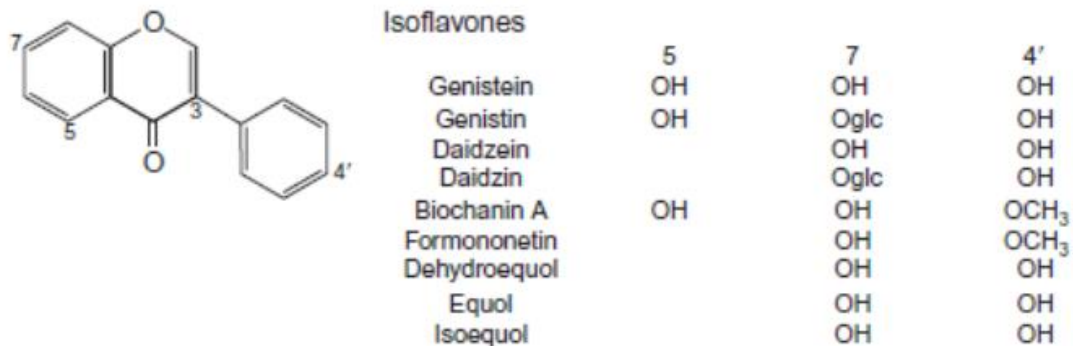 Isoflavones
5 7 4′
Genistein OH OH OH
Genistin OH Oglc OH
Daidzein OH OH
Daidzin Oglc OH
Biochanin A OH OH OCH₃
Formononetin OH OCH₃
Dehydroequol OH OH
Equol OH OH
Isoequol OH OH
O
7
3
5
O
4′